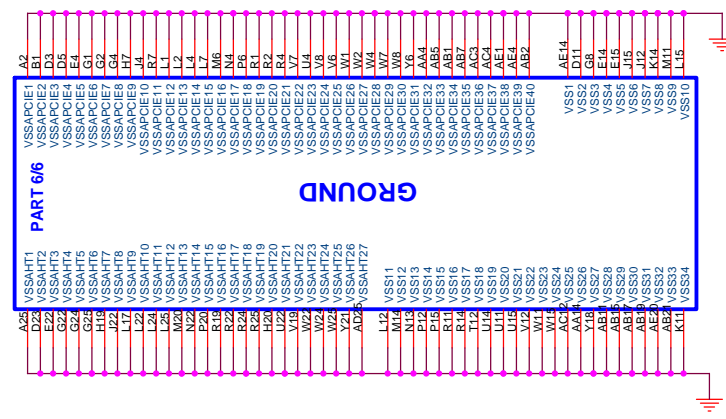 A2
B1
D3
D5
E4
G1
G2
G4
H7
J4
R7
L1
L2
L4
L7
M6
N4
P6
R1
R2
R4
V7
U4
V8
V6
W1
W2
W4
W7
W8
Y6
AA4
AB5
AB1
AB7
AC3
AC4
AE1
AE4
AB2
AE14
D11
G8
E14
E15
J15
J12
K14
M11
L15
VSSAPCIE1
VSSAPCIE2
VSSAPCIE3
VSSAPCIE4
VSSAPCIE5
VSSAPCIE6
VSSAPCIE7
VSSAPCIE8
VSSAPCIE9
VSSAPCIE10
VSSAPCIE11
VSSAPCIE12
VSSAPCIE13
VSSAPCIE14
VSSAPCIE15
VSSAPCIE16
VSSAPCIE17
VSSAPCIE18
VSSAPCIE19
VSSAPCIE20
VSSAPCIE21
VSSAPCIE22
VSSAPCIE23
VSSAPCIE24
VSSAPCIE25
VSSAPCIE26
VSSAPCIE27
VSSAPCIE28
VSSAPCIE29
VSSAPCIE30
VSSAPCIE31
VSSAPCIE32
VSSAPCIE33
VSSAPCIE34
VSSAPCIE35
VSSAPCIE36
VSSAPCIE37
VSSAPCIE38
VSSAPCIE39
VSSAPCIE40
VSS1
VSS2
VSS3
VSS4
VSS5
VSS6
VSS7
VSS8
VSS9
VSS10
PART 6/6
GROUND
VSSAHT1
VSSAHT2
VSSAHT3
VSSAHT4
VSSAHT5
VSSAHT6
VSSAHT7
VSSAHT8
VSSAHT9
VSSAHT10
VSSAHT11
VSSAHT12
VSSAHT13
VSSAHT14
VSSAHT15
VSSAHT16
VSSAHT17
VSSAHT18
VSSAHT19
VSSAHT20
VSSAHT21
VSSAHT22
VSSAHT23
VSSAHT24
VSSAHT25
VSSAHT26
VSSAHT27
VSS11
VSS12
VSS13
VSS14
VSS15
VSS16
VSS17
VSS18
VSS19
VSS20
VSS21
VSS22
VSS23
VSS24
VSS25
VSS26
VSS27
VSS28
VSS29
VSS30
VSS31
VSS32
VSS33
VSS34
A25
D23
E22
G22
G24
G25
H19
J22
L17
L22
L24
L25
M20
N22
P20
R19
R22
R24
R25
H20
U22
V19
W22
W24
W25
Y21
AD25
L12
M14
N13
P12
P15
R11
R14
T12
U14
U11
U15
V12
W11
W15
AC12
AA14
Y18
AB11
AB15
AB17
AB19
AE20
AB21
K11